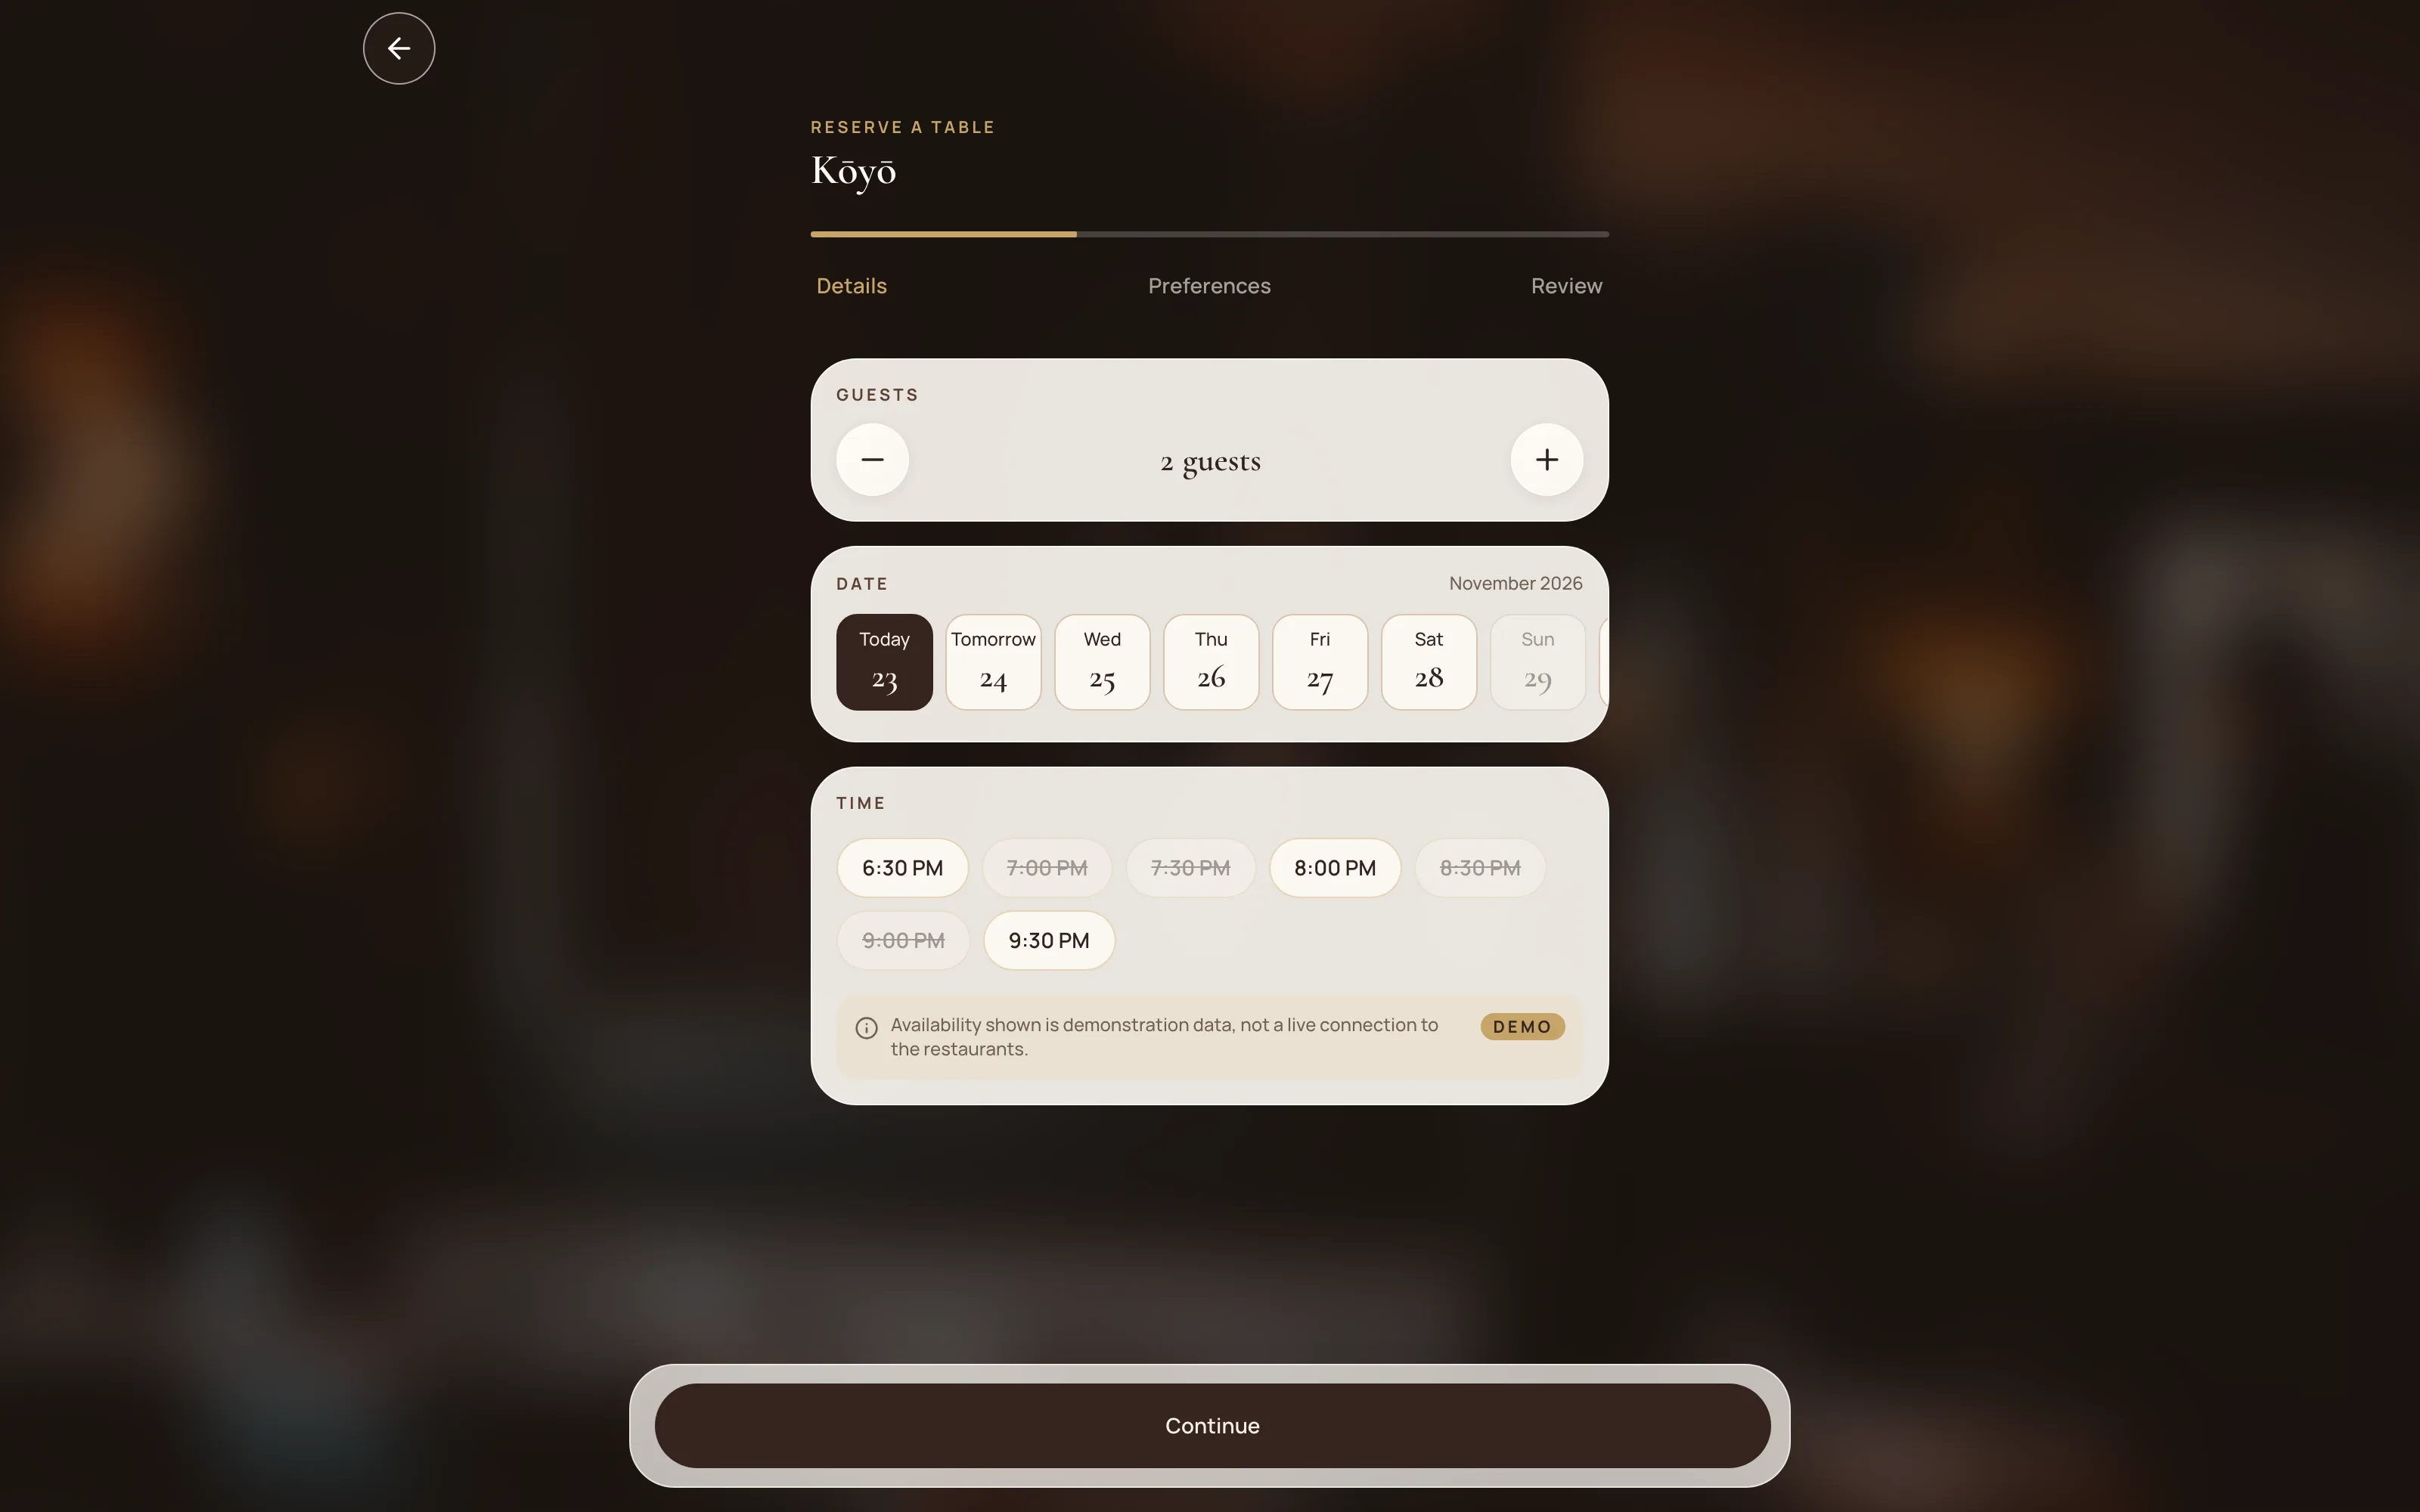 RESERVE A TABLE
Kōyō
Details Preferences Review
GUESTS
2 guests
DATE November 2026
Today Tomorrow Wed Thu Fri Sat Sun
23 24 25 26 27 28 29
TIME
6:30 PM 7:00 PM 7:30 PM 8:00 PM 8:30 PM
9:00 PM 9:30 PM
Availability shown is demonstration data, not a live connection to DEMO
the restaurants.
Continue